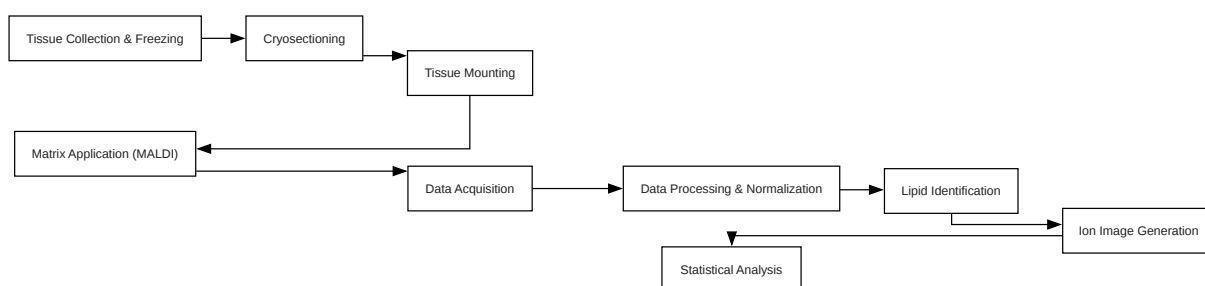 Tissue Collection & Freezing
Cryosectioning
Tissue Mounting
Matrix Application (MALDI)
Data Acquisition
Data Processing & Normalization
Lipid Identification
Ion Image Generation
Statistical Analysis